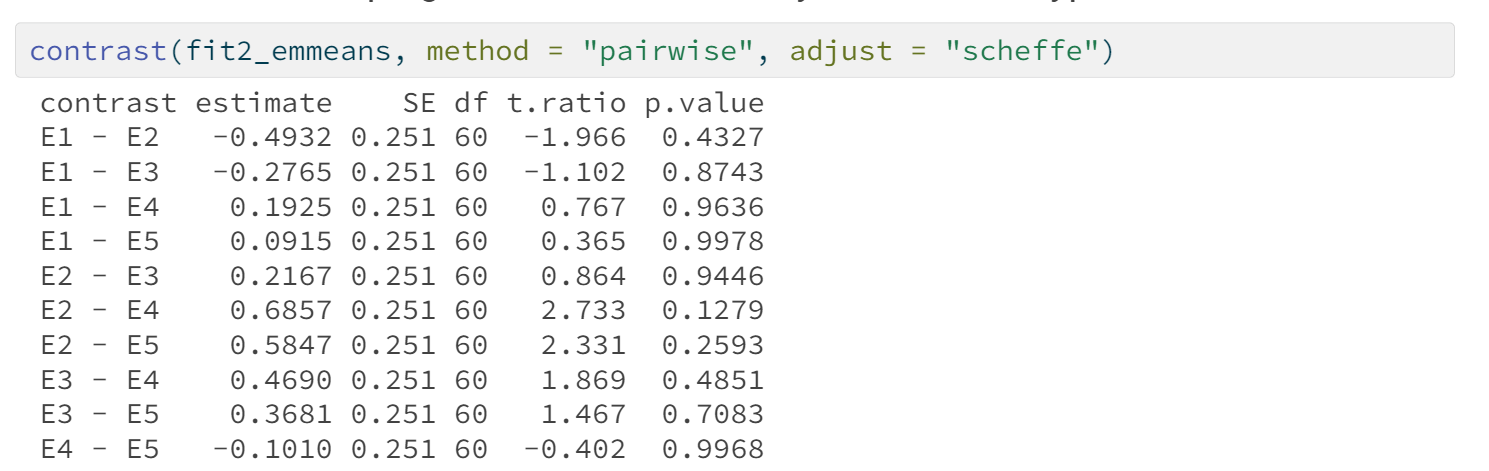 contrast(fit2_emmeans, method = "pairwise", adjust = "scheffe")
contrast estimate SE df t.ratio p.value
E1 - E2 -0.4932 0.251 60 -1.966 0.4327
E1 - E3 -0.2765 0.251 60 -1.102 0.8743
E1 - E4 0.1925 0.251 60 0.767 0.9636
E1 - E5 0.0915 0.251 60 0.365 0.9978
E2 - E3 0.2167 0.251 60 0.864 0.9446
E2 - E4 0.6857 0.251 60 2.733 0.1279
E2 - E5 0.5847 0.251 60 2.331 0.2593
E3 - E4 0.4690 0.251 60 1.869 0.4851
E3 - E5 0.3681 0.251 60 1.467 0.7083
E4 - E5 -0.1010 0.251 60 -0.402 0.9968